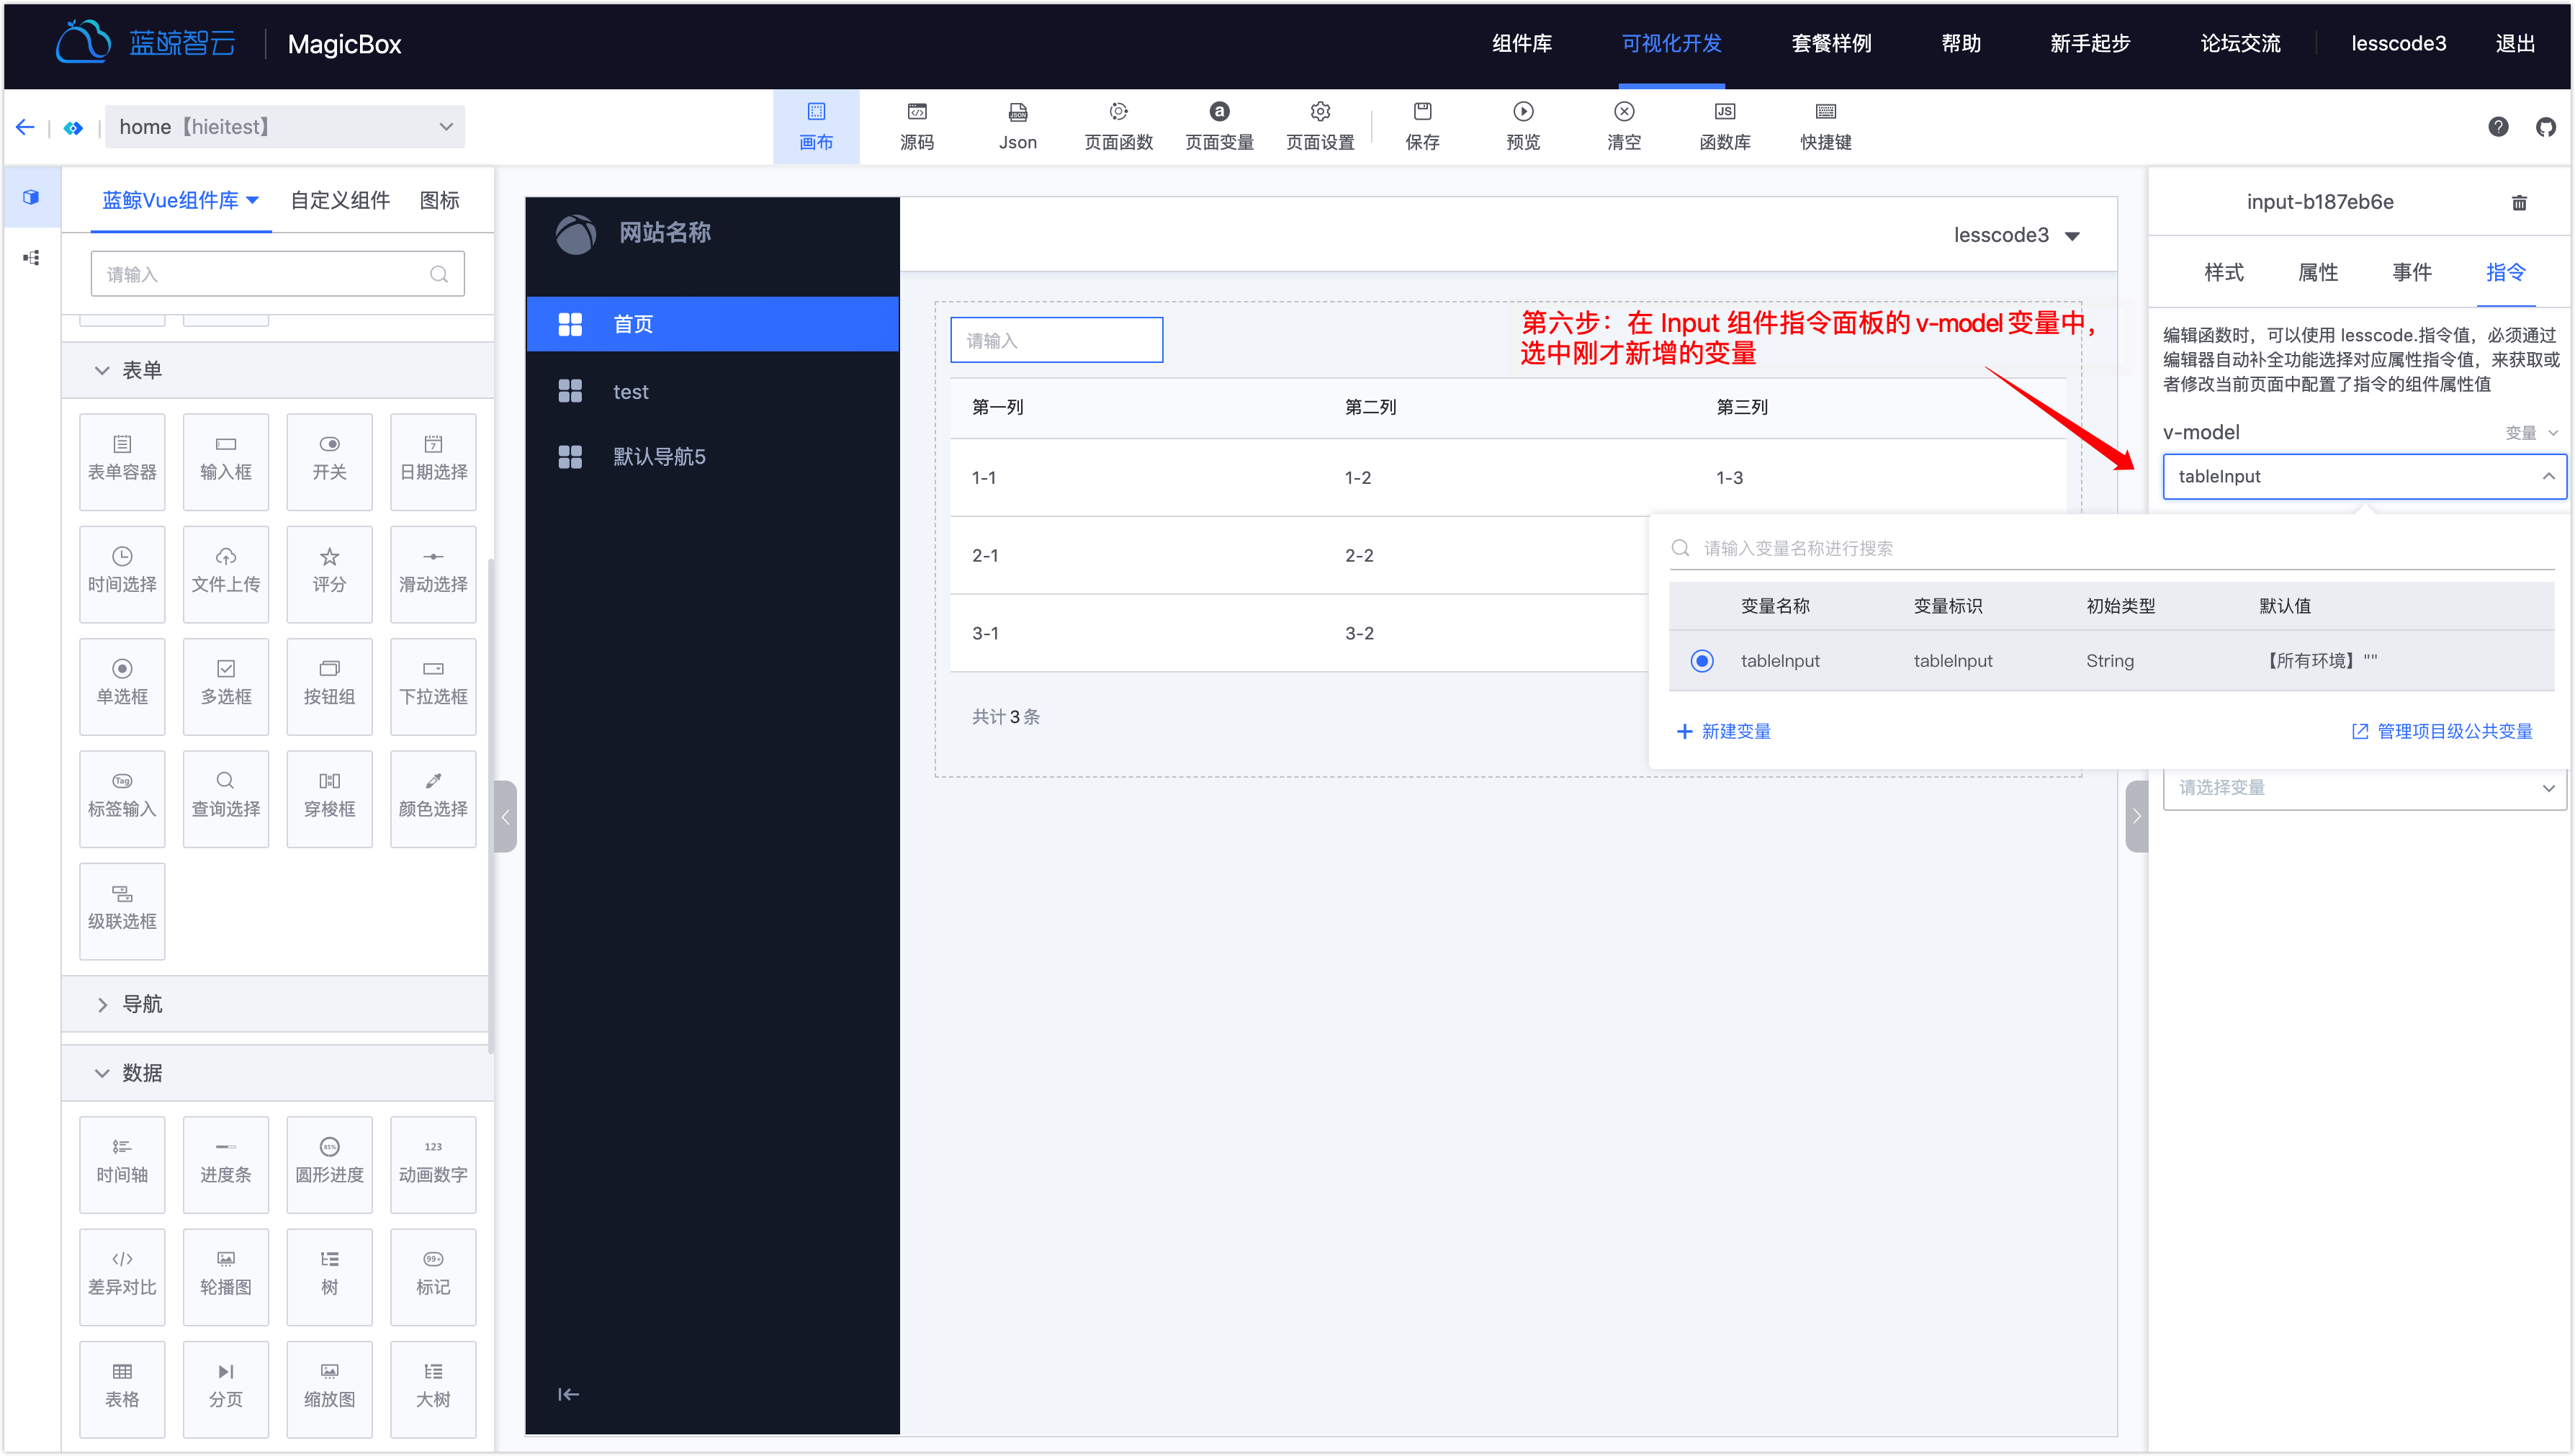 蓝鲸智云
MagicBox
组件库
可视化开发
套餐样例
帮助
新手起步
论坛交流
lesscode3
退出
home【hieitest】
画布
源码
Json
页面函数
页面变量
页面设置
保存
预览
清空
函数库
快捷键
蓝鲸Vue组件库
自定义组件
图标
请输入
表单
表单容器
输入框
开关
日期选择
时间选择
文件上传
评分
滑动选择
单选框
多选框
按钮组
下拉选框
标签输入
查询选择
穿梭框
颜色选择
级联选框
导航
数据
时间轴
进度条
圆形进度
动画数字
差异对比
轮播图
树
标记
表格
分页
缩放图
大树
网站名称
首页
test
默认导航5
lesscode3
请输入
第六步：在 Input 组件指令面板的 v-model 变量中，
选中刚才新增的变量
第一列 第二列 第三列
1-1 1-2 1-3
2-1 2-2
3-1 3-2
共计 3 条
input-b187eb6e
样式
属性
事件
指令
编辑函数时，可以使用 lesscode.指令值，必须通过
编辑器自动补全功能选择对应属性指令值，来获取或
者修改当前页面中配置了指令的组件属性值
v-model
变量
tableInput
请输入变量名称进行搜索
变量名称 变量标识 初始类型 默认值
tableInput tableInput String 【所有环境】""
新建变量
管理项目级公共变量
请选择变量